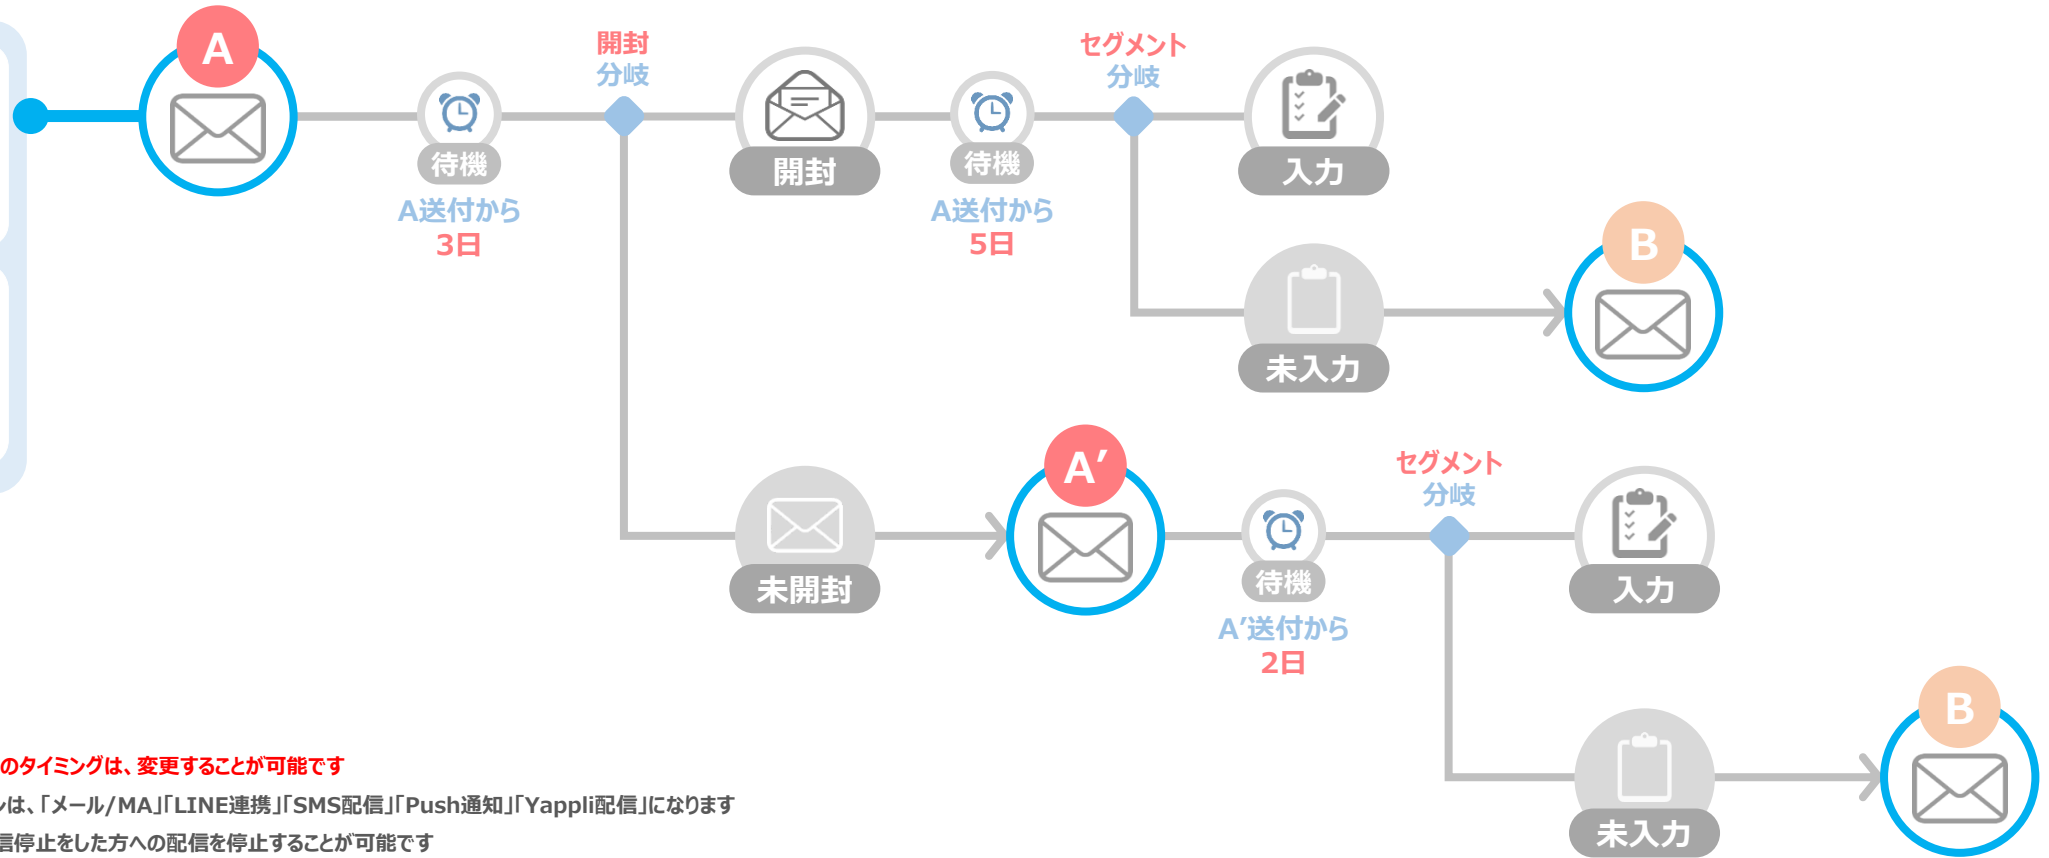 A
待機
A送付から
3日
開封
分岐
開封
待機
A送付から
5日
セグメント
分岐
入力
未入力
B
未開封
A′
待機
A′送付から
2日
セグメント
分岐
入力
未入力
B
のタイミングは、変更することが可能です
は、「メール/MA」「LINE連携」「SMS配信」「Push通知」「Yappli配信」になります
信停止をした方への配信を停止することが可能です